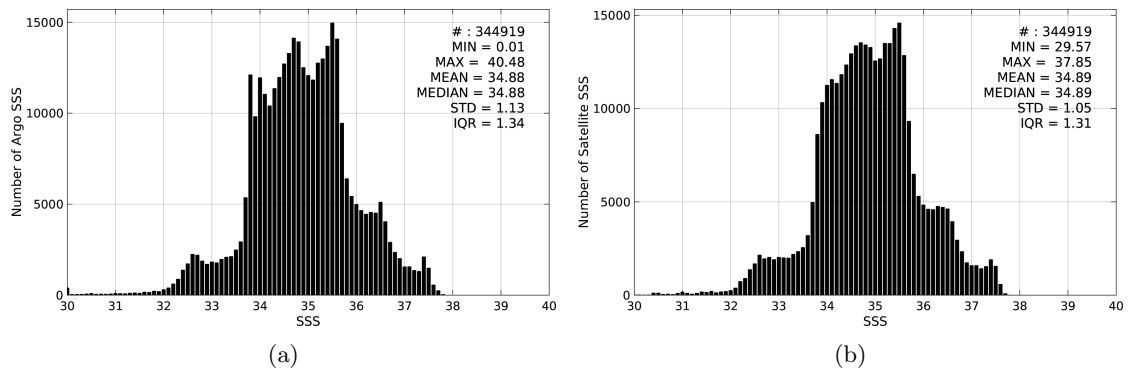 15000
10000
5000
0
Number of Argo SSS
# : 344919
MIN = 0.01
MAX = 40.48
MEAN = 34.88
MEDIAN = 34.88
STD = 1.13
IQR = 1.34
30 31 32 33 34 35 36 37 38 39 40
SSS
(a)
15000
10000
5000
0
Number of Satellite SSS
# : 344919
MIN = 29.57
MAX = 37.85
MEAN = 34.89
MEDIAN = 34.89
STD = 1.05
IQR = 1.31
30 31 32 33 34 35 36 37 38 39 40
SSS
(b)